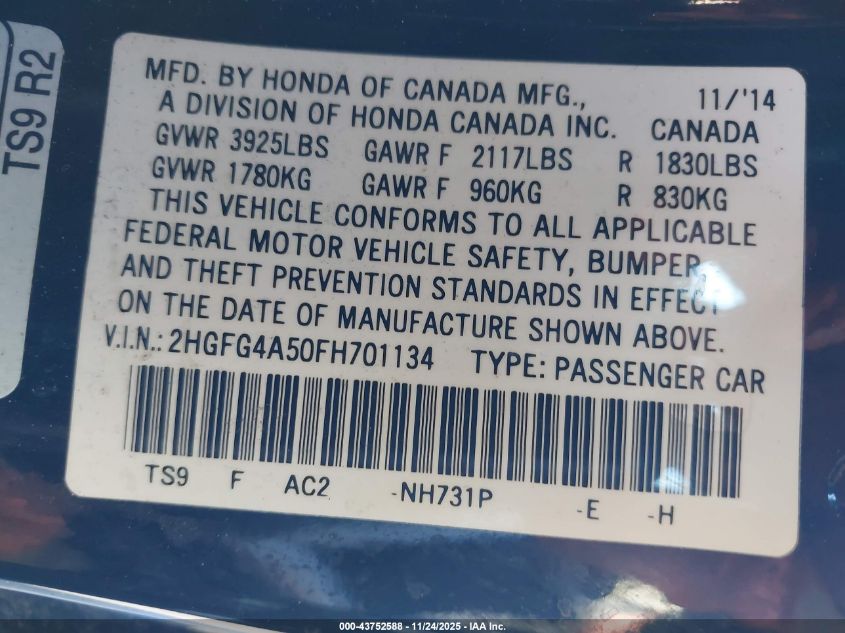 TS9 R2
MFD. BY HONDA OF CANADA MFG., 11/'14
A DIVISION OF HONDA CANADA INC. CANADA
GVWR 3925LBS GAWR F 2117LBS R 1830LBS
GVWR 1780KG GAWR F 960KG R 830KG
THIS VEHICLE CONFORMS TO ALL APPLICABLE
FEDERAL MOTOR VEHICLE SAFETY, BUMPER,
AND THEFT PREVENTION STANDARDS IN EFFECT
ON THE DATE OF MANUFACTURE SHOWN ABOVE.
V.I.N.: 2HGFG4A50FH701134 TYPE: PASSENGER CAR
TS9 F AC2 -NH731P -E -H
000-43752588 - 11/24/2025 - IAA Inc.